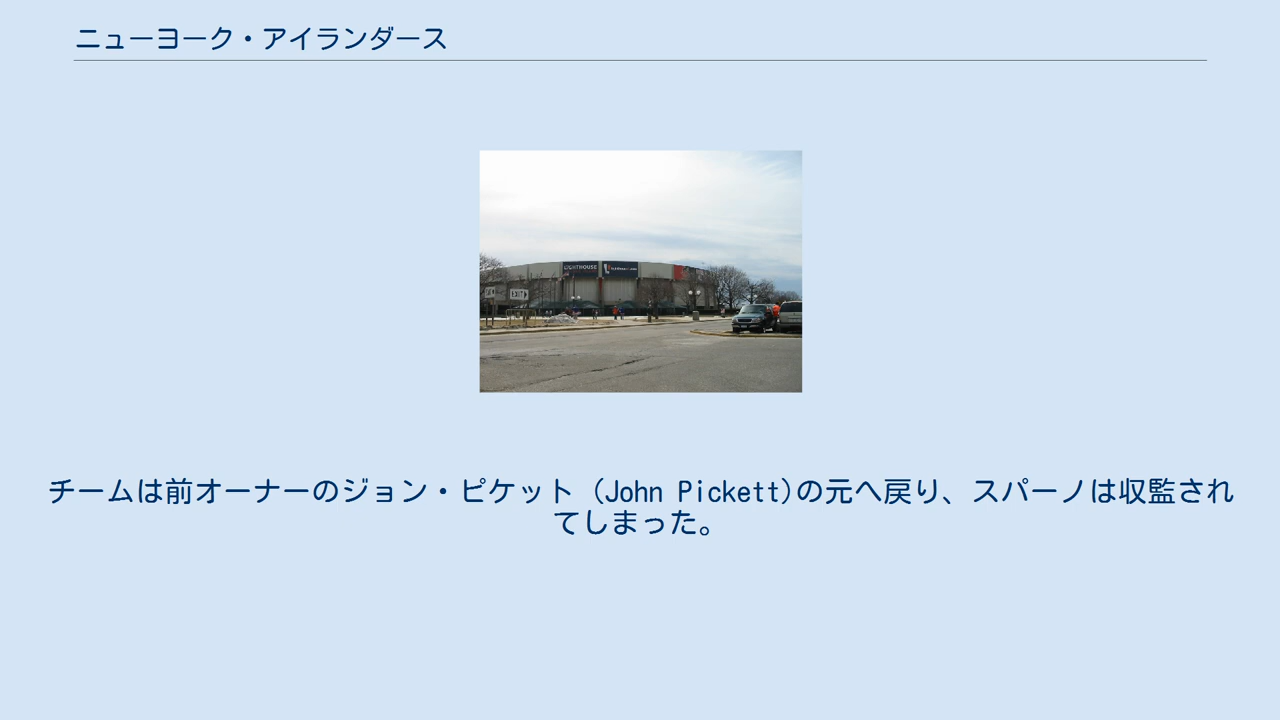 ニューヨーク・アイランダース
LIGHTHOUSE
EXIT
チームは前オーナーのジョン・ピケット (John Pickett)の元へ戻り、スパーノは収監され
てしまった。